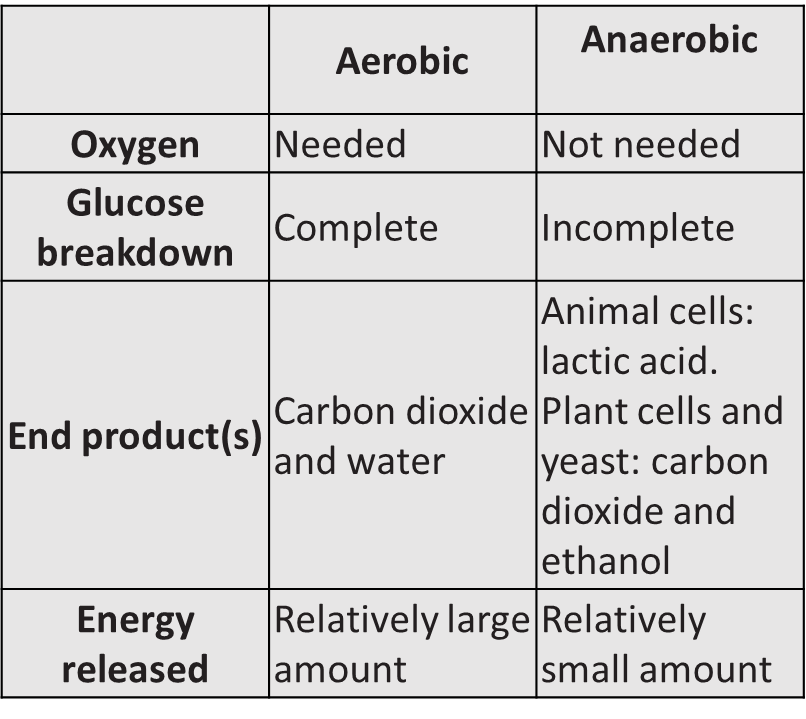 Aerobic
Anaerobic
Oxygen
Needed
Not needed
Glucose
breakdown
Complete
Incomplete
End product(s)
Carbon dioxide
and water
Animal cells:
lactic acid.
Plant cells and
yeast: carbon
dioxide and
ethanol
Energy
released
Relatively large
amount
Relatively
small amount